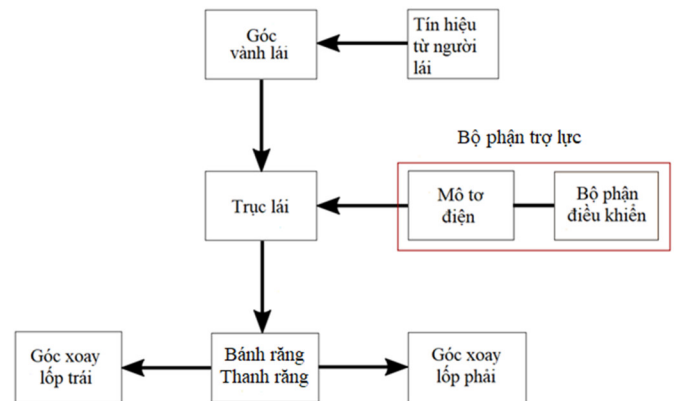 Góc
vành lái
Tín hiệu
từ người
lái
Bộ phận trợ lực
Trục lái
Mô tơ
điện
Bộ phận
điều khiển
Góc xoay
lốp trái
Bánh răng
Thanh răng
Góc xoay
lốp phải